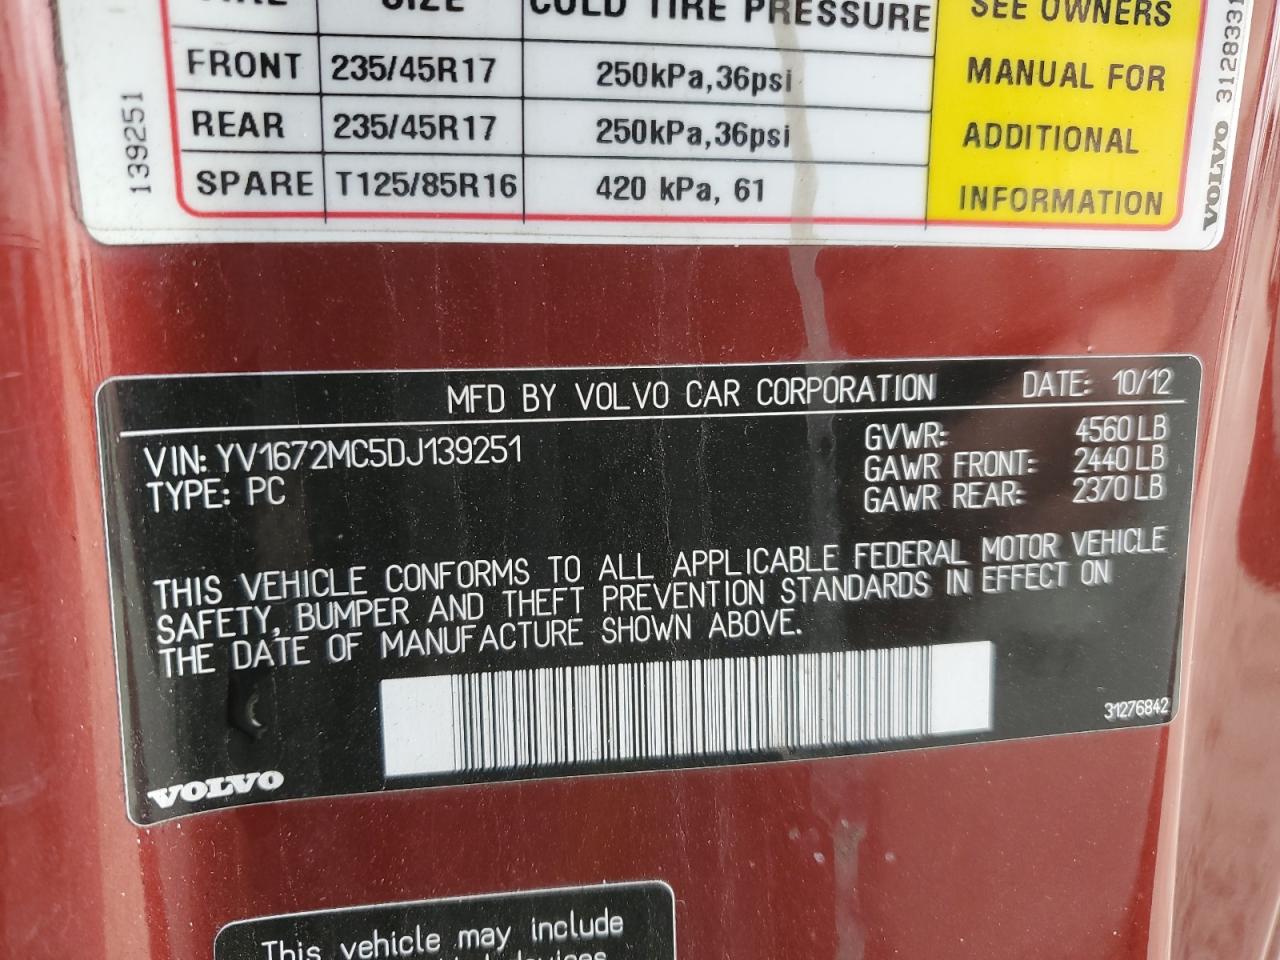 SIZE COLD TIRE PRESSURE SEE OWNERS
FRONT 235/45R17 250kPa,36psi MANUAL FOR
REAR 235/45R17 250kPa,36psi ADDITIONAL
SPARE T125/85R16 420 kPa, 61 INFORMATION
139251
VOLVO 3128331
MFD BY VOLVO CAR CORPORATION DATE: 10/12
VIN: YV1672MC5DJ139251 GVWR: 4560 LB
TYPE: PC GAWR FRONT: 2440 LB
GAWR REAR: 2370 LB
THIS VEHICLE CONFORMS TO ALL APPLICABLE FEDERAL MOTOR VEHICLE
SAFETY, BUMPER AND THEFT PREVENTION STANDARDS IN EFFECT ON
THE DATE OF MANUFACTURE SHOWN ABOVE.
31276842
VOLVO
This vehicle may include